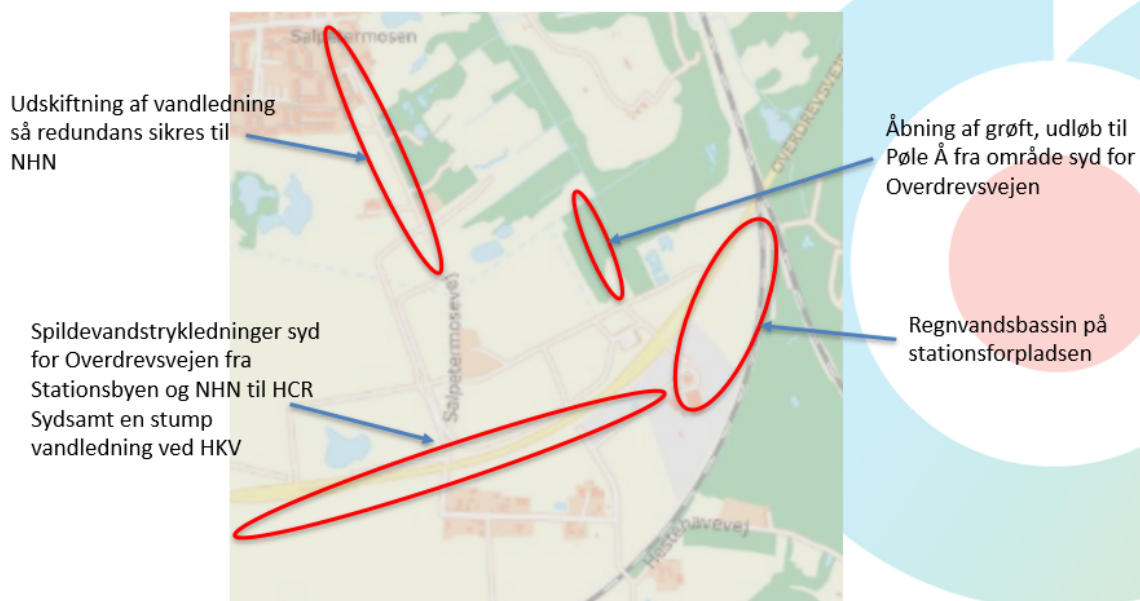 Salpetermosen
Udskiftning af vandledning
så redundans sikres til
NHN
OVERDREVSVEJEN
Åbning af grøft, udløb til
Pøle Å fra område syd for
Overdrevsvejen
Salpetermosevej
Spildevandstrykledninger syd
for Overdrevsvejen fra
Stationsbyen og NHN til HCR
Sydsamt en stump
vandledning ved HKV
Regnvandsbassin på
stationsforpladsen
Hestehavevej